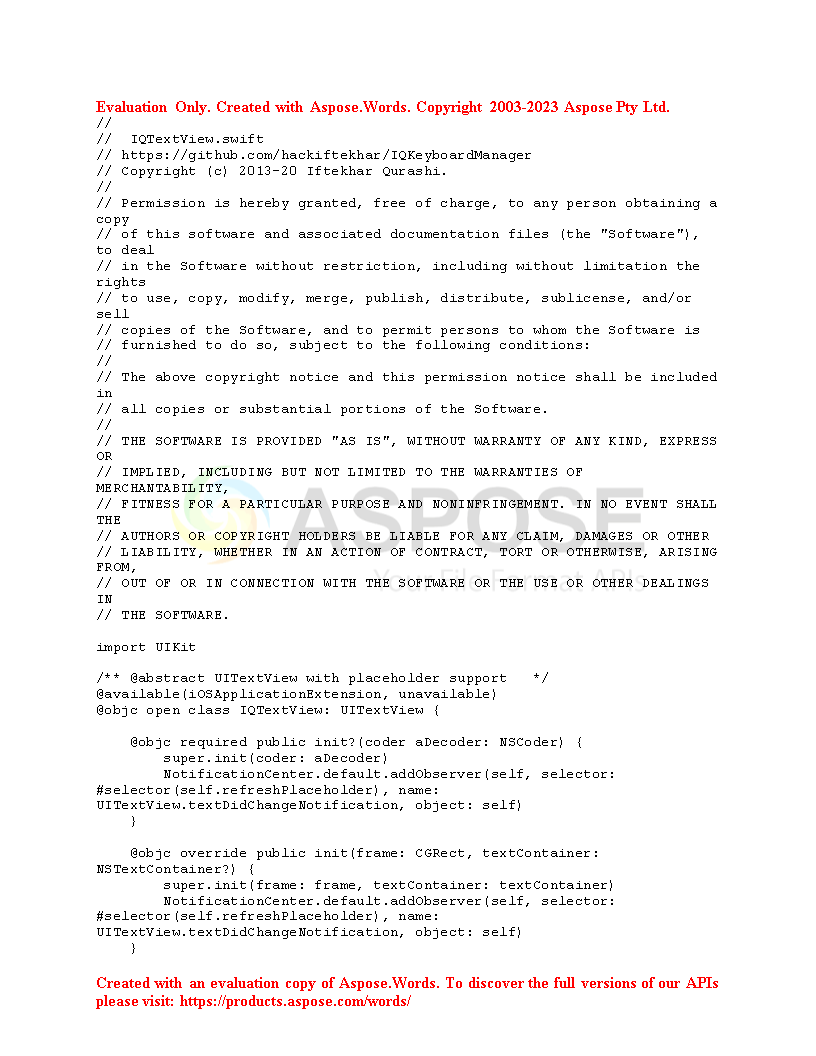 Evaluation Only. Created with Aspose.Words. Copyright 2003-2023 Aspose Pty Ltd.
//
//  IQTextView.swift
// https://github.com/hackiftekhar/IQKeyboardManager
// Copyright (c) 2013-20 Iftekhar Qurashi.
//
// Permission is hereby granted, free of charge, to any person obtaining a
copy
// of this software and associated documentation files (the "Software"),
to deal
// in the Software without restriction, including without limitation the
rights
// to use, copy, modify, merge, publish, distribute, sublicense, and/or
sell
// copies of the Software, and to permit persons to whom the Software is
// furnished to do so, subject to the following conditions:
//
// The above copyright notice and this permission notice shall be included
in
// all copies or substantial portions of the Software.
//
// THE SOFTWARE IS PROVIDED "AS IS", WITHOUT WARRANTY OF ANY KIND, EXPRESS
OR
// IMPLIED, INCLUDING BUT NOT LIMITED TO THE WARRANTIES OF
MERCHANTABILITY,
// FITNESS FOR A PARTICULAR PURPOSE AND NONINFRINGEMENT. IN NO EVENT SHALL
THE
// AUTHORS OR COPYRIGHT HOLDERS BE LIABLE FOR ANY CLAIM, DAMAGES OR OTHER
// LIABILITY, WHETHER IN AN ACTION OF CONTRACT, TORT OR OTHERWISE, ARISING
FROM,
// OUT OF OR IN CONNECTION WITH THE SOFTWARE OR THE USE OR OTHER DEALINGS
IN
// THE SOFTWARE.
ASPOSE
Your File Format APIs

import UIKit

/** @abstract UITextView with placeholder support   */
@available(iOSApplicationExtension, unavailable)
@objc open class IQTextView: UITextView {

    @objc required public init?(coder aDecoder: NSCoder) {
        super.init(coder: aDecoder)
        NotificationCenter.default.addObserver(self, selector:
#selector(self.refreshPlaceholder), name:
UITextView.textDidChangeNotification, object: self)
    }

    @objc override public init(frame: CGRect, textContainer:
NSTextContainer?) {
        super.init(frame: frame, textContainer: textContainer)
        NotificationCenter.default.addObserver(self, selector:
#selector(self.refreshPlaceholder), name:
UITextView.textDidChangeNotification, object: self)
    }

Created with an evaluation copy of Aspose.Words. To discover the full versions of our APIs
please visit: https://products.aspose.com/words/